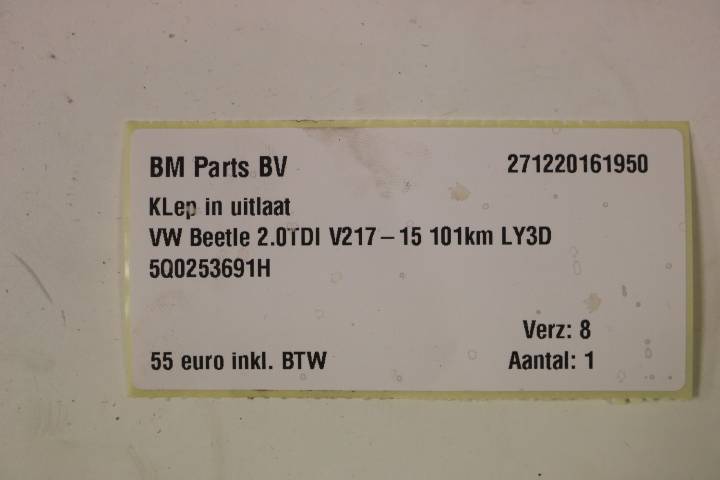 BM Parts BV 271220161950
KLep in uitlaat
VW Beetle 2.0TDI V217-15 101km LY3D
5Q0253691H
Verz: 8
55 euro inkl. BTW Aantal: 1